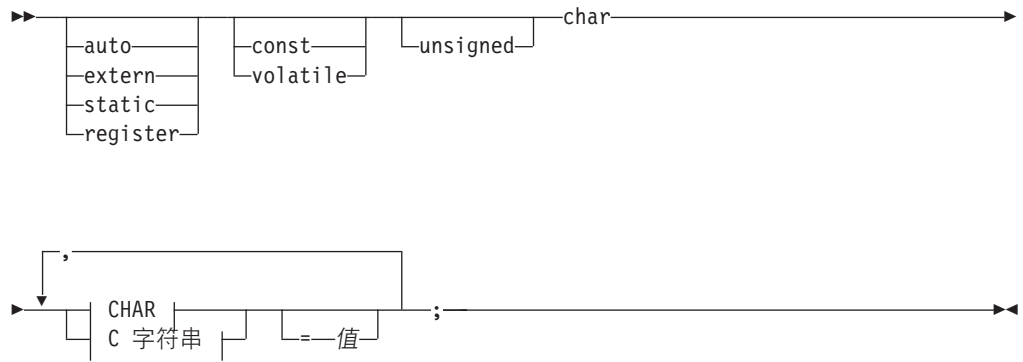 char
auto const unsigned
extern volatile
static
register
,
CHAR ;
C 字符串 = 值